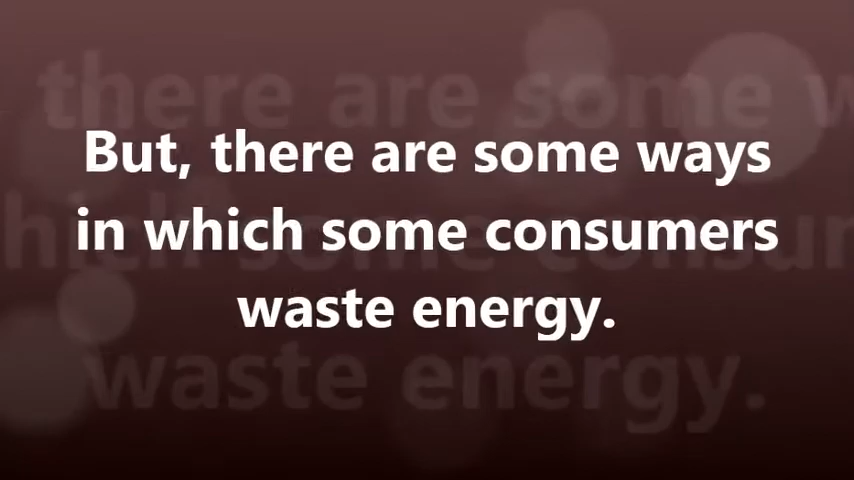 But, there are some ways
in which some consumers
waste energy.